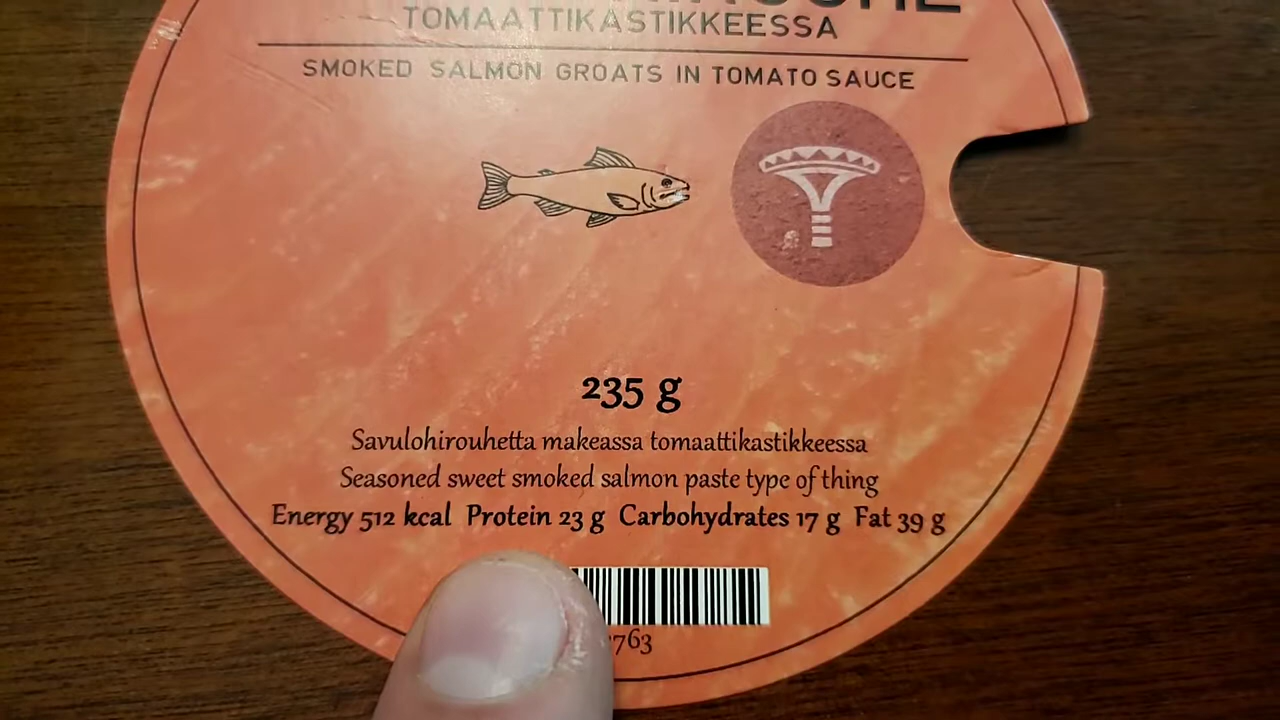 TOMAATTIKASTIKKEESSA
SMOKED SALMON GROATS IN TOMATO SAUCE
235 g
Savulohirouhetta makeassa tomaattikastikkeessa
Seasoned sweet smoked salmon paste type of thing
Energy 512 kcal Protein 23 g Carbohydrates 17 g Fat 39 g
763